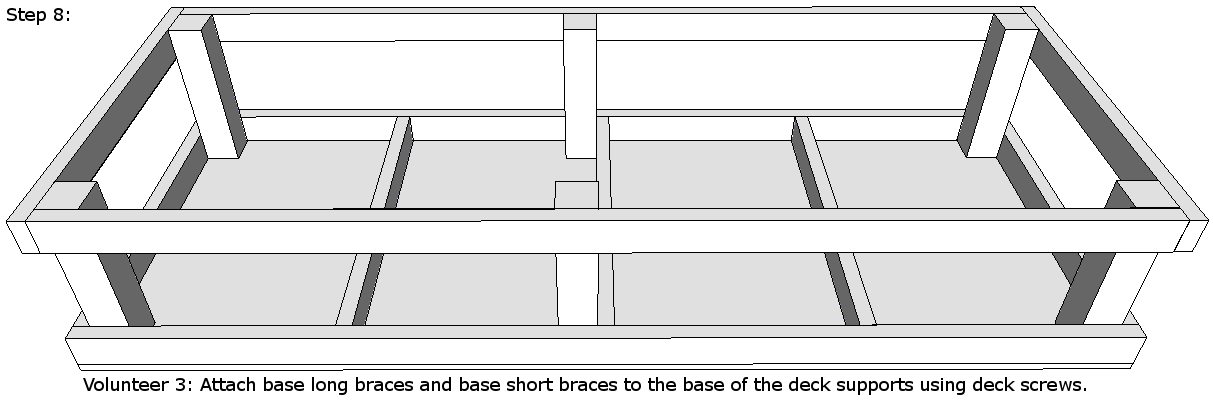 Step 8:
Volunteer 3: Attach base long braces and base short braces to the base of the deck supports using deck screws.